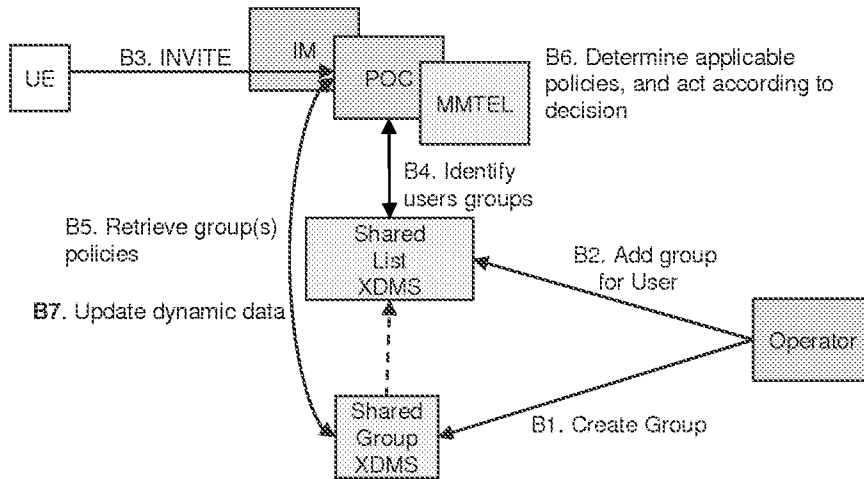 UE
B3. INVITE
IM
POC
MMTEL
B6. Determine applicable
policies, and act according to
decision
B4. Identify
users groups
B5. Retrieve group(s)
policies
Shared
List
XDMS
B2. Add group
for User
B7. Update dynamic data
Operator
Shared
Group
XDMS
B1. Create Group